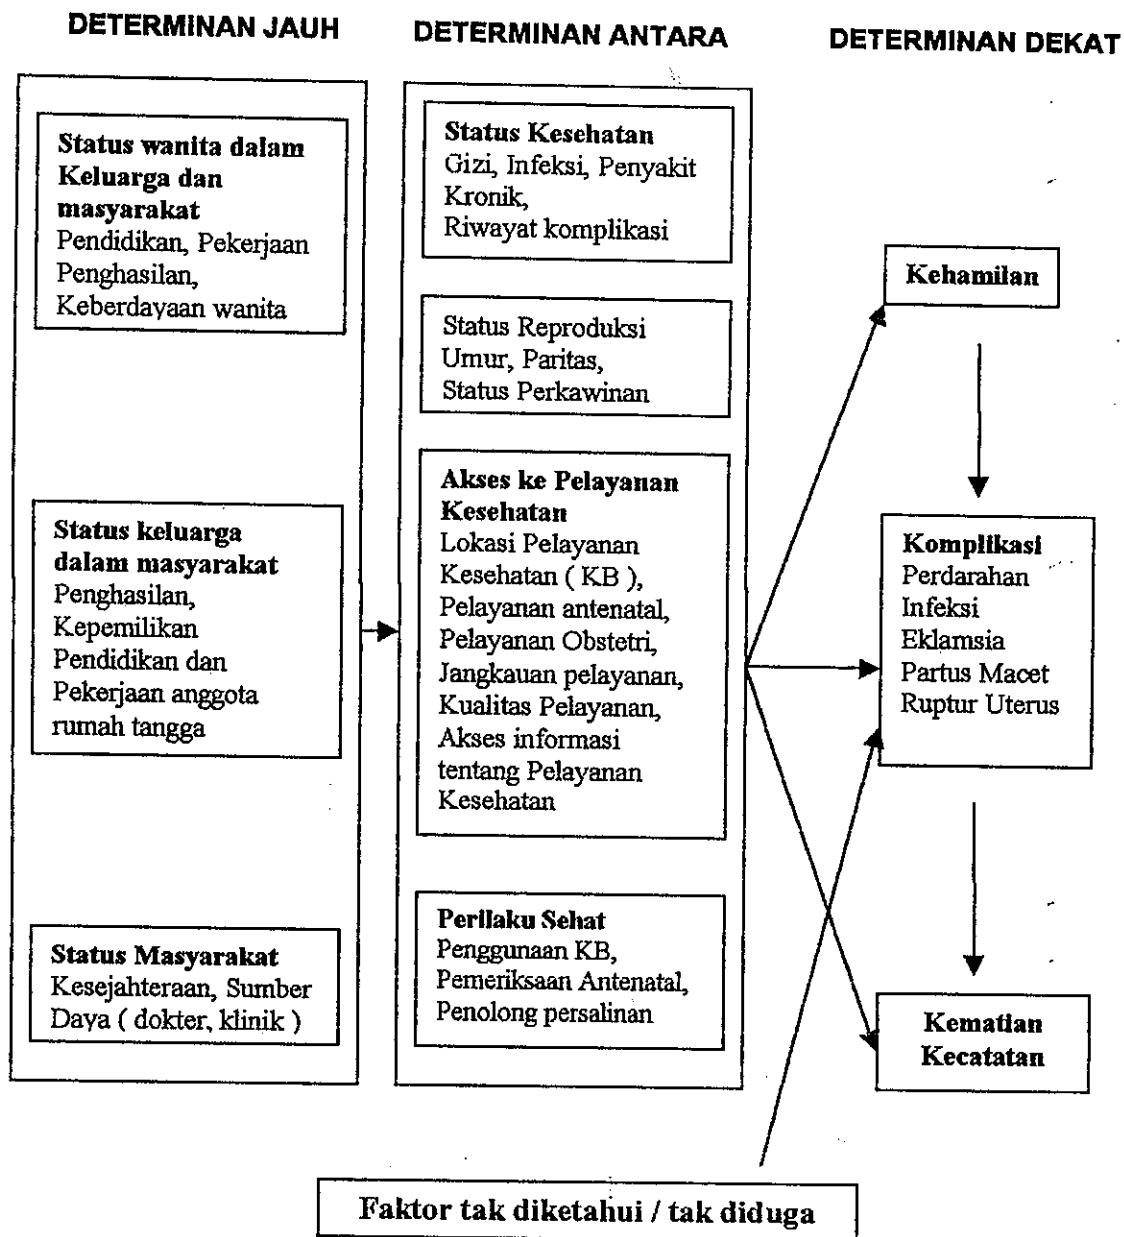 DETERMINAN JAUH
DETERMINAN ANTARA
DETERMINAN DEKAT
Status wanita dalam
Keluarga dan
masyarakat
Pendidikan, Pekerjaan
Penghasilan,
Keberdayaan wanita
Status keluarga
dalam masyarakat
Penghasilan,
Kepemilikan
Pendidikan dan
Pekerjaan anggota
rumah tangga
Status Masyarakat
Kesejahteraan, Sumber
Daya ( dokter, klinik )
Status Kesehatan
Gizi, Infeksi, Penyakit
Kronik,
Riwayat komplikasi
Status Reproduksi
Umur, Paritas,
Status Perkawinan
Akses ke Pelayanan
Kesehatan
Lokasi Pelayanan
Kesehatan ( KB ),
Pelayanan antenatal,
Pelayanan Obstetri,
Jangkauan pelayanan,
Kualitas Pelayanan,
Akses informasi
tentang Pelayanan
Kesehatan
Perilaku Sehat
Penggunaan KB,
Pemeriksaan Antenatal,
Penolong persalinan
Kehamilan
Komplikasi
Perdarahan
Infeksi
Eklamsia
Partus Macet
Ruptur Uterus
Kematian
Kecatatan
Faktor tak diketahui / tak diduga